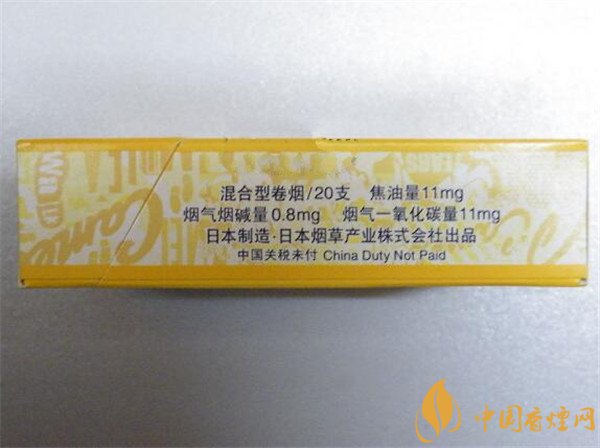 混合型卷烟/20支 焦油量11mg
烟气烟碱量0.8mg 烟气一氧化碳量11mg
日本制造·日本烟草产业株式会社出品
中国关税未付 China Duty Not Paid
中国香烟网